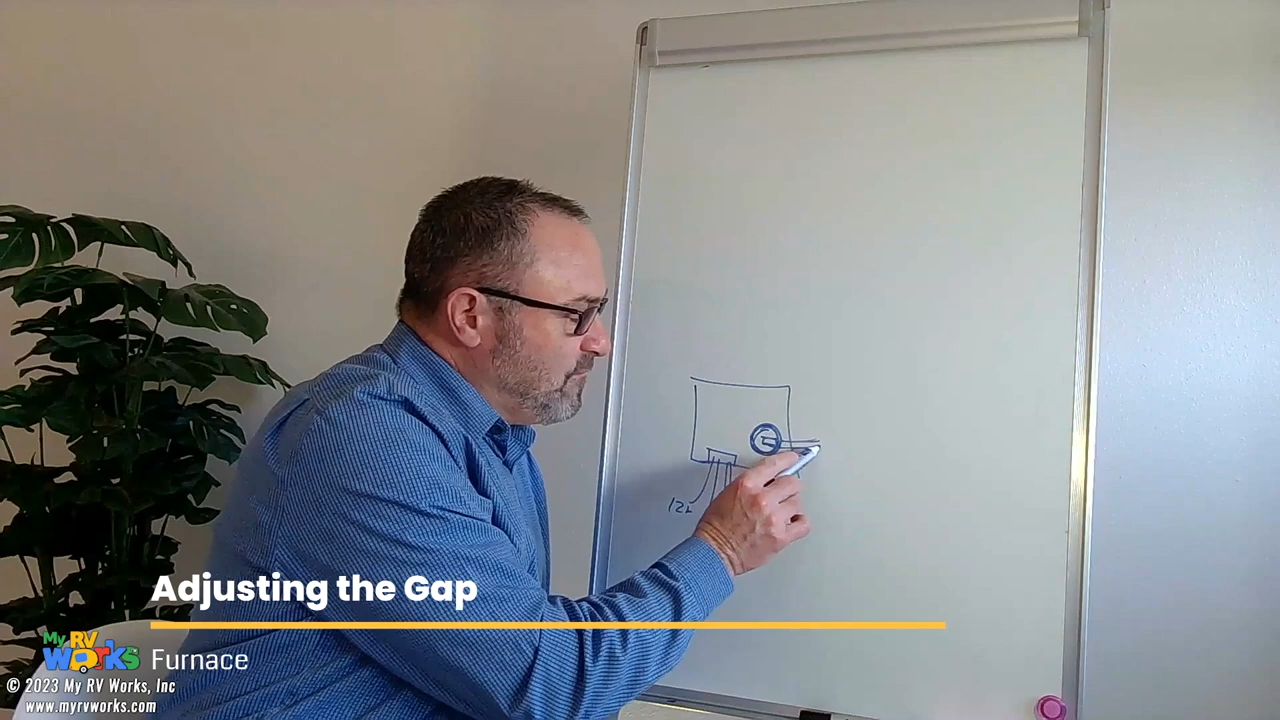 Adjusting the Gap
My RV Works
Furnace
© 2023 My RV Works, Inc
www.myrvworks.com